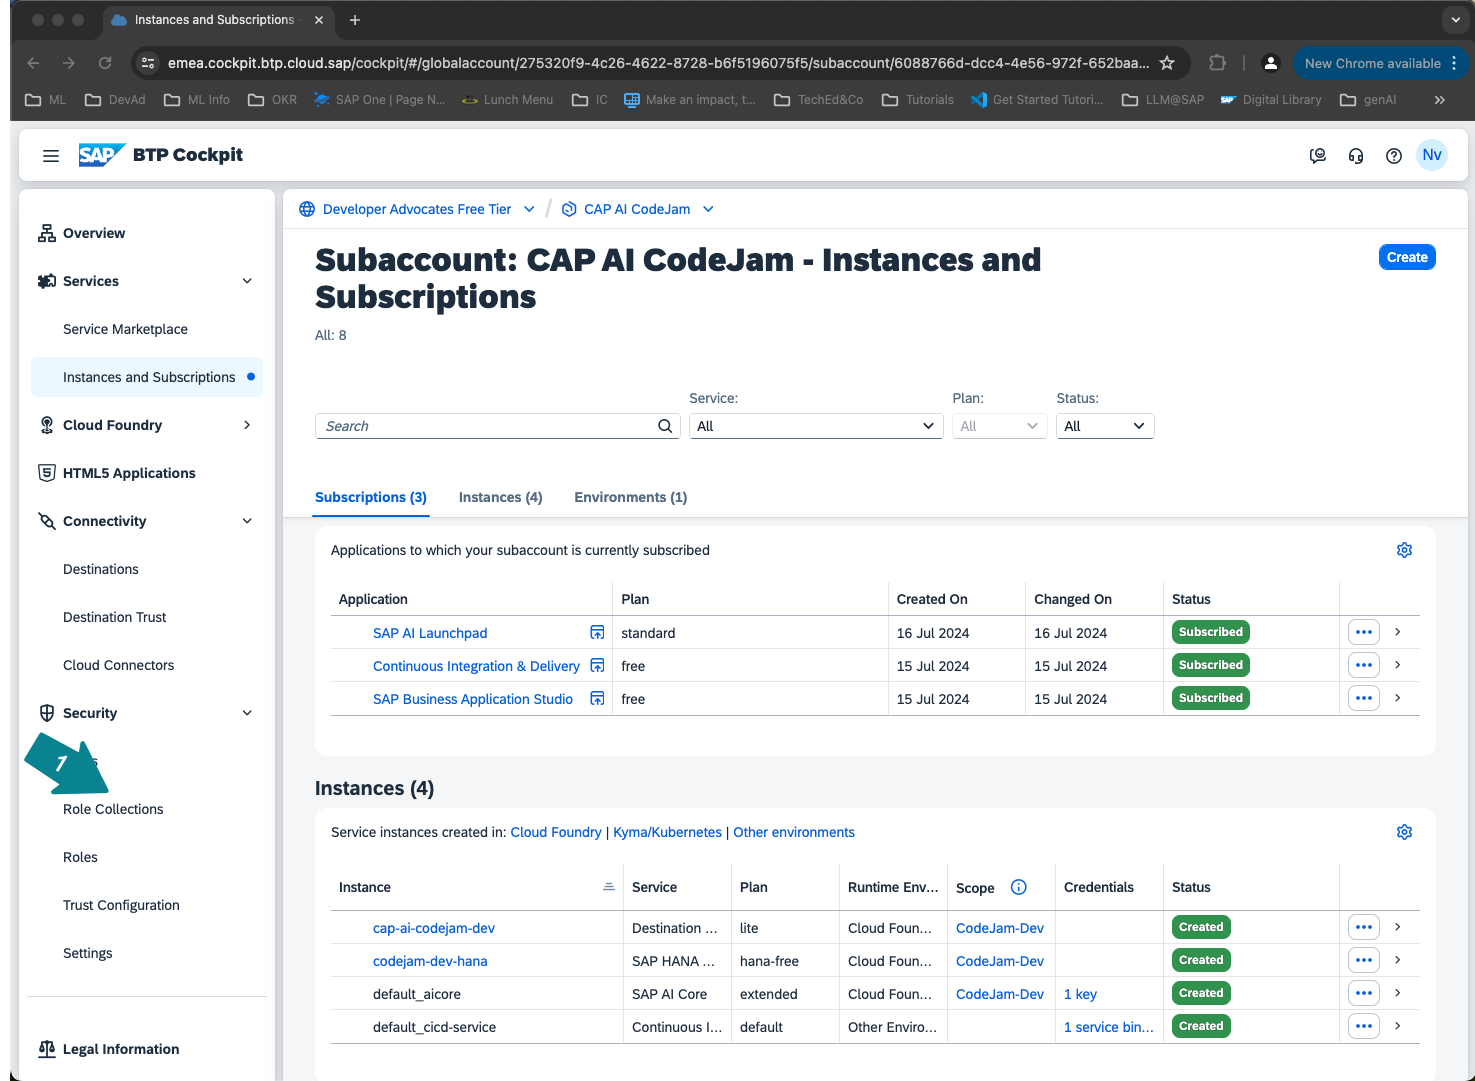 Instances and Subscriptions -
New Chrome available
emea.cockpit.btp.cloud.sap/cockpit/#/globalaccount/275320f9-4c26-4622-8728-b6f5196075f5/subaccount/6088766d-dcc4-4e56-972f-652baa...
ML DevAd ML Info OKR SAP One | Page N... Lunch Menu IC Make an impact, t... TechEd&Co Tutorials Get Started Tutori... LLM@SAP Digital Library genAI
SAP BTP Cockpit
Nv
Overview
Services
Service Marketplace
Instances and Subscriptions
Cloud Foundry
HTML5 Applications
Connectivity
Destinations
Destination Trust
Cloud Connectors
Security
1
Role Collections
Roles
Trust Configuration
Settings
Legal Information
Developer Advocates Free Tier / CAP AI CodeJam
Subaccount: CAP AI CodeJam - Instances and
Subscriptions
Create
All: 8
Service: Plan: Status:
Search All All All
Subscriptions (3) Instances (4) Environments (1)
Applications to which your subaccount is currently subscribed
Application Plan Created On Changed On Status
SAP AI Launchpad standard 16 Jul 2024 16 Jul 2024 Subscribed
Continuous Integration & Delivery free 15 Jul 2024 15 Jul 2024 Subscribed
SAP Business Application Studio free 15 Jul 2024 15 Jul 2024 Subscribed
Instances (4)
Service instances created in: Cloud Foundry | Kyma/Kubernetes | Other environments
Instance Service Plan Runtime Env... Scope Credentials Status
cap-ai-codejam-dev Destination ... lite Cloud Foun... CodeJam-Dev Created
codejam-dev-hana SAP HANA ... hana-free Cloud Foun... CodeJam-Dev Created
default_aicore SAP AI Core extended Cloud Foun... CodeJam-Dev 1 key Created
default_cicd-service Continuous I... default Other Enviro... 1 service bin... Created